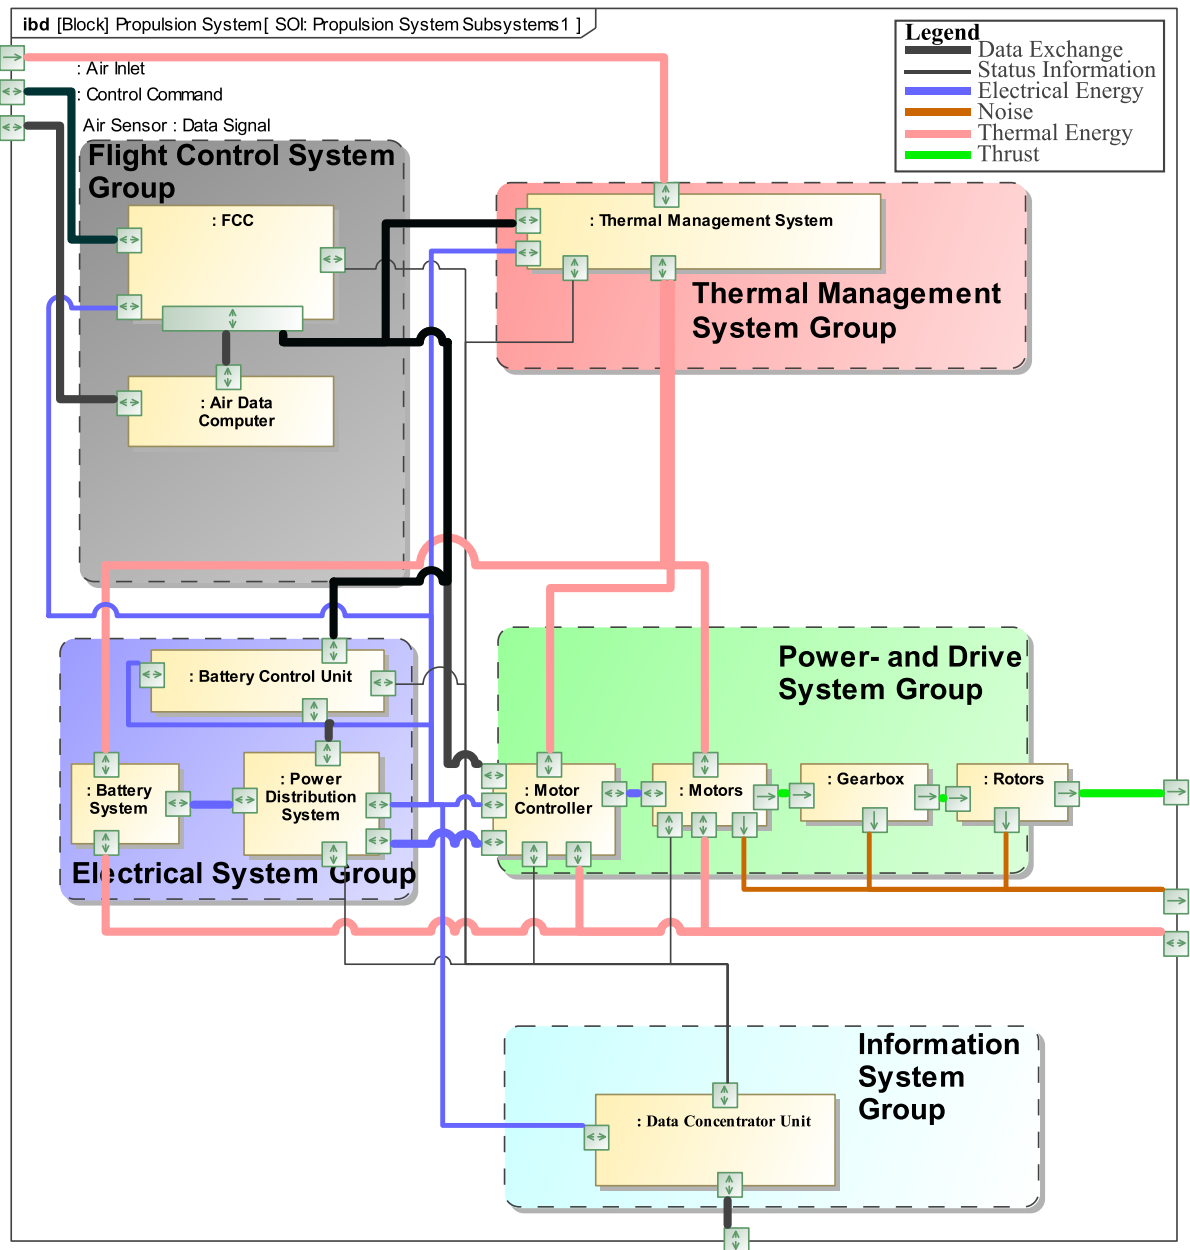 ibd [Block] Propulsion System[ SOI: Propulsion System Subsystems1 ]
Legend
Data Exchange
Status Information
Electrical Energy
Noise
Thermal Energy
Thrust
: Air Inlet
: Control Command
Air Sensor : Data Signal
Flight Control System
Group
: FCC
: Air Data
Computer
: Thermal Management System
Thermal Management
System Group
: Battery Control Unit
: Battery
System
: Power
Distribution
System
Electrical System Group
Power- and Drive
System Group
: Motor
Controller
: Motors
: Gearbox
: Rotors
Information
System
Group
: Data Concentrator Unit